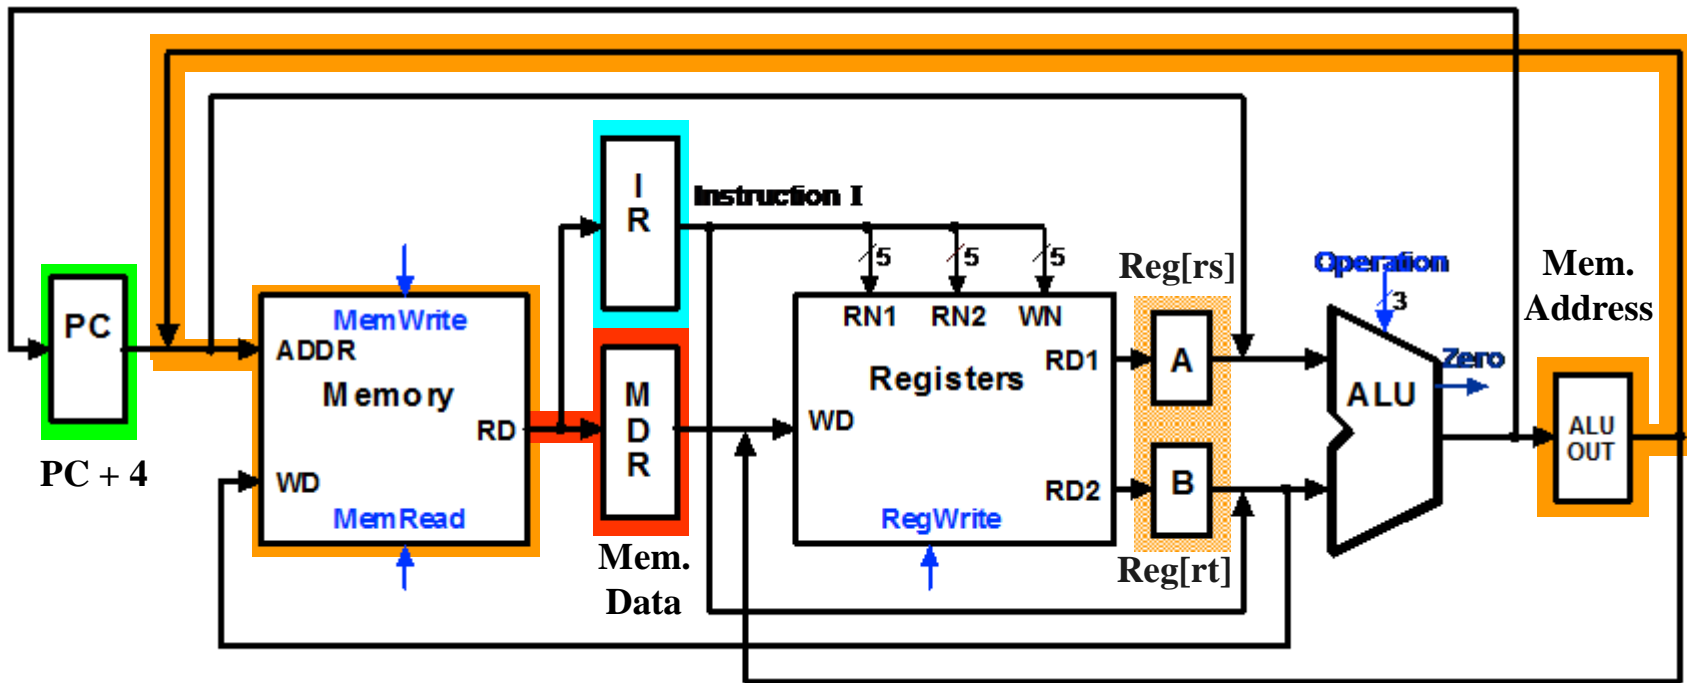 I
R
Instruction I
5
5
5
Reg[rs]
Operation
3
Mem.
Address
PC
MemWrite
ADDR
Memory
RD
WD
MemRead
PC + 4
M
D
R
Mem.
Data
RN1
RN2
WN
RD1
Registers
WD
RD2
RegWrite
A
B
Reg[rt]
ALU
Zero
ALU
OUT